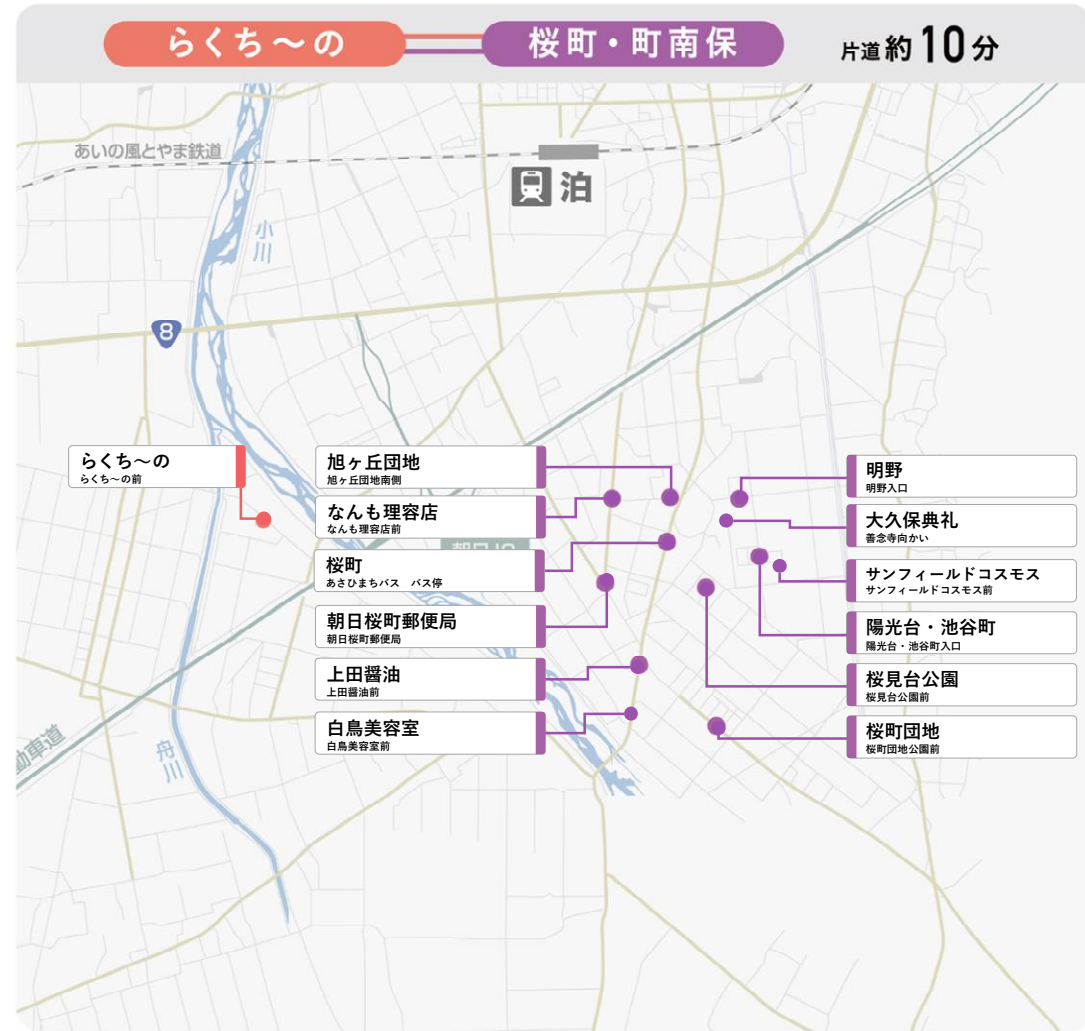 らくち～の
桜町・町南保
片道 約10分
あいの風とやま鉄道
泊
小川
8
らくち～の
らくち～の前
旭ヶ丘団地
旭ヶ丘団地南側
なんも理容店
なんも理容店前
桜町
あさひまちバス　バス停
朝日桜町郵便局
朝日桜町郵便局
上田醤油
上田醤油前
白鳥美容室
白鳥美容室前
明野
明野入口
大久保典礼
善念寺向かい
サンフィールドコスモス
サンフィールドコスモス前
陽光台・池谷町
陽光台・池谷町入口
桜見台公園
桜見台公園前
桜町団地
桜町団地公園前
動車道
舟川